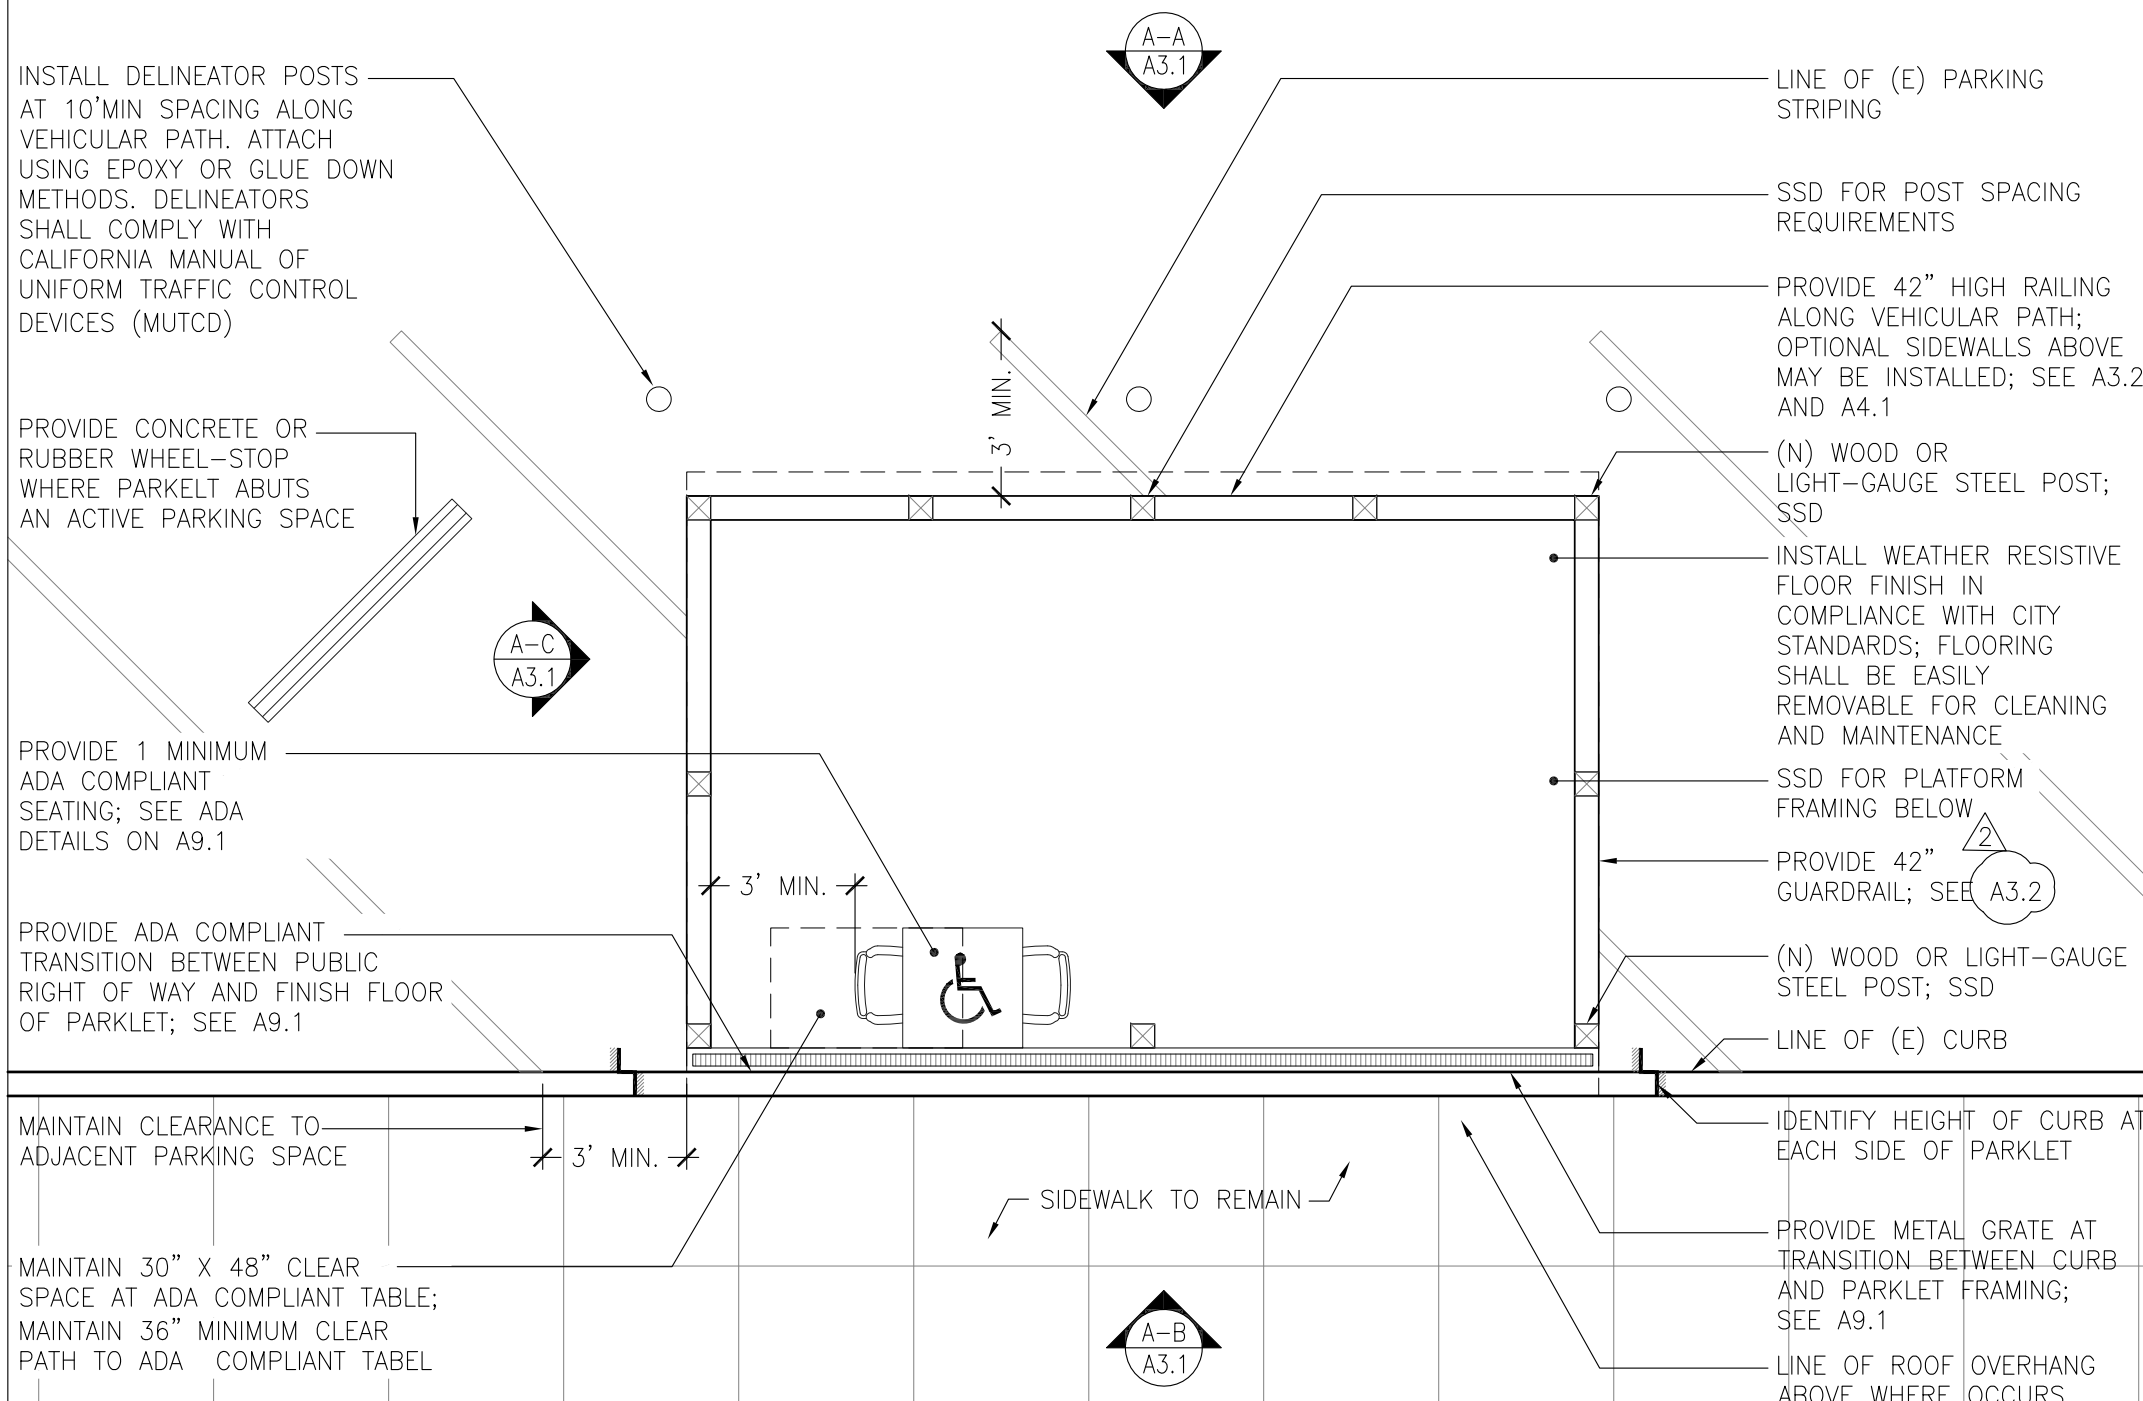 A-A
A3.1
INSTALL DELINEATOR POSTS
AT 10'MIN SPACING ALONG
VEHICULAR PATH. ATTACH
USING EPOXY OR GLUE DOWN
METHODS. DELINEATORS
SHALL COMPLY WITH
CALIFORNIA MANUAL OF
UNIFORM TRAFFIC CONTROL
DEVICES (MUTCD)
PROVIDE CONCRETE OR
RUBBER WHEEL-STOP
WHERE PARKELT ABUTS
AN ACTIVE PARKING SPACE
PROVIDE 1 MINIMUM
ADA COMPLIANT
SEATING; SEE ADA
DETAILS ON A9.1
PROVIDE ADA COMPLIANT
TRANSITION BETWEEN PUBLIC
RIGHT OF WAY AND FINISH FLOOR
OF PARKLET; SEE A9.1
MAINTAIN CLEARANCE TO
ADJACENT PARKING SPACE
MAINTAIN 30" X 48" CLEAR
SPACE AT ADA COMPLIANT TABLE;
MAINTAIN 36" MINIMUM CLEAR
PATH TO ADA COMPLIANT TABEL
3' MIN.
A-C
A3.1
3' MIN.
3' MIN.
SIDEWALK TO REMAIN
A-B
A3.1
LINE OF (E) PARKING
STRIPING
SSD FOR POST SPACING
REQUIREMENTS
PROVIDE 42" HIGH RAILING
ALONG VEHICULAR PATH;
OPTIONAL SIDEWALLS ABOVE
MAY BE INSTALLED; SEE A3.2
AND A4.1
(N) WOOD OR
LIGHT-GAUGE STEEL POST;
SSD
INSTALL WEATHER RESISTIVE
FLOOR FINISH IN
COMPLIANCE WITH CITY
STANDARDS; FLOORING
SHALL BE EASILY
REMOVABLE FOR CLEANING
AND MAINTENANCE
SSD FOR PLATFORM
FRAMING BELOW
2
PROVIDE 42"
GUARDRAIL; SEE A3.2
(N) WOOD OR LIGHT-GAUGE
STEEL POST; SSD
LINE OF (E) CURB
IDENTIFY HEIGHT OF CURB AT
EACH SIDE OF PARKLET
PROVIDE METAL GRATE AT
TRANSITION BETWEEN CURB
AND PARKLET FRAMING;
SEE A9.1
LINE OF ROOF OVERHANG
ABOVE WHERE OCCURS